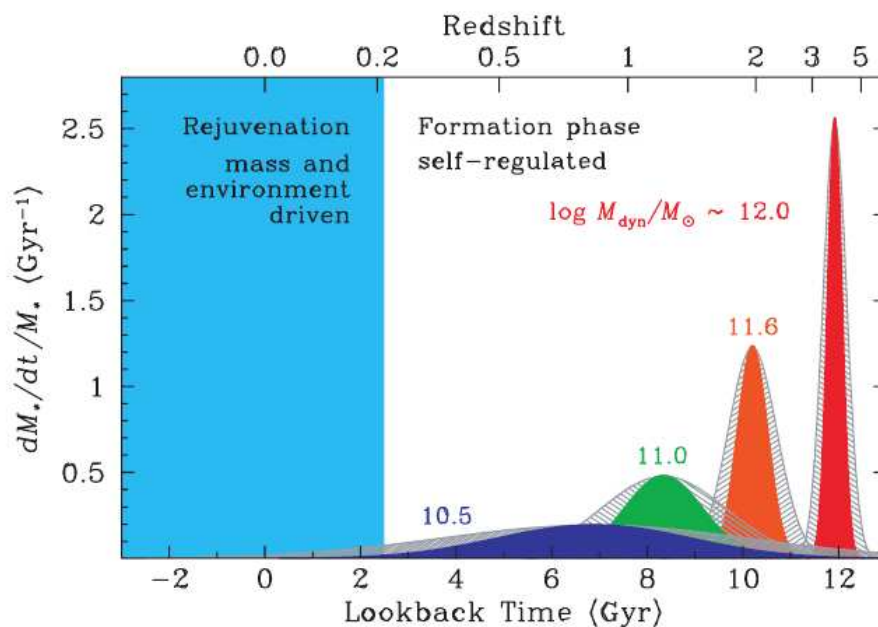 Redshift
0.0 0.2 0.5 1 2 3 5
Rejuvenation
mass and
environment
driven
Formation phase
self-regulated
log M_dyn/M_⊙ ~ 12.0
11.6
11.0
10.5
2.5
2
1.5
1
0.5
dM_*/dt/M_* (Gyr⁻¹)
−2 0 2 4 6 8 10 12
Lookback Time (Gyr)